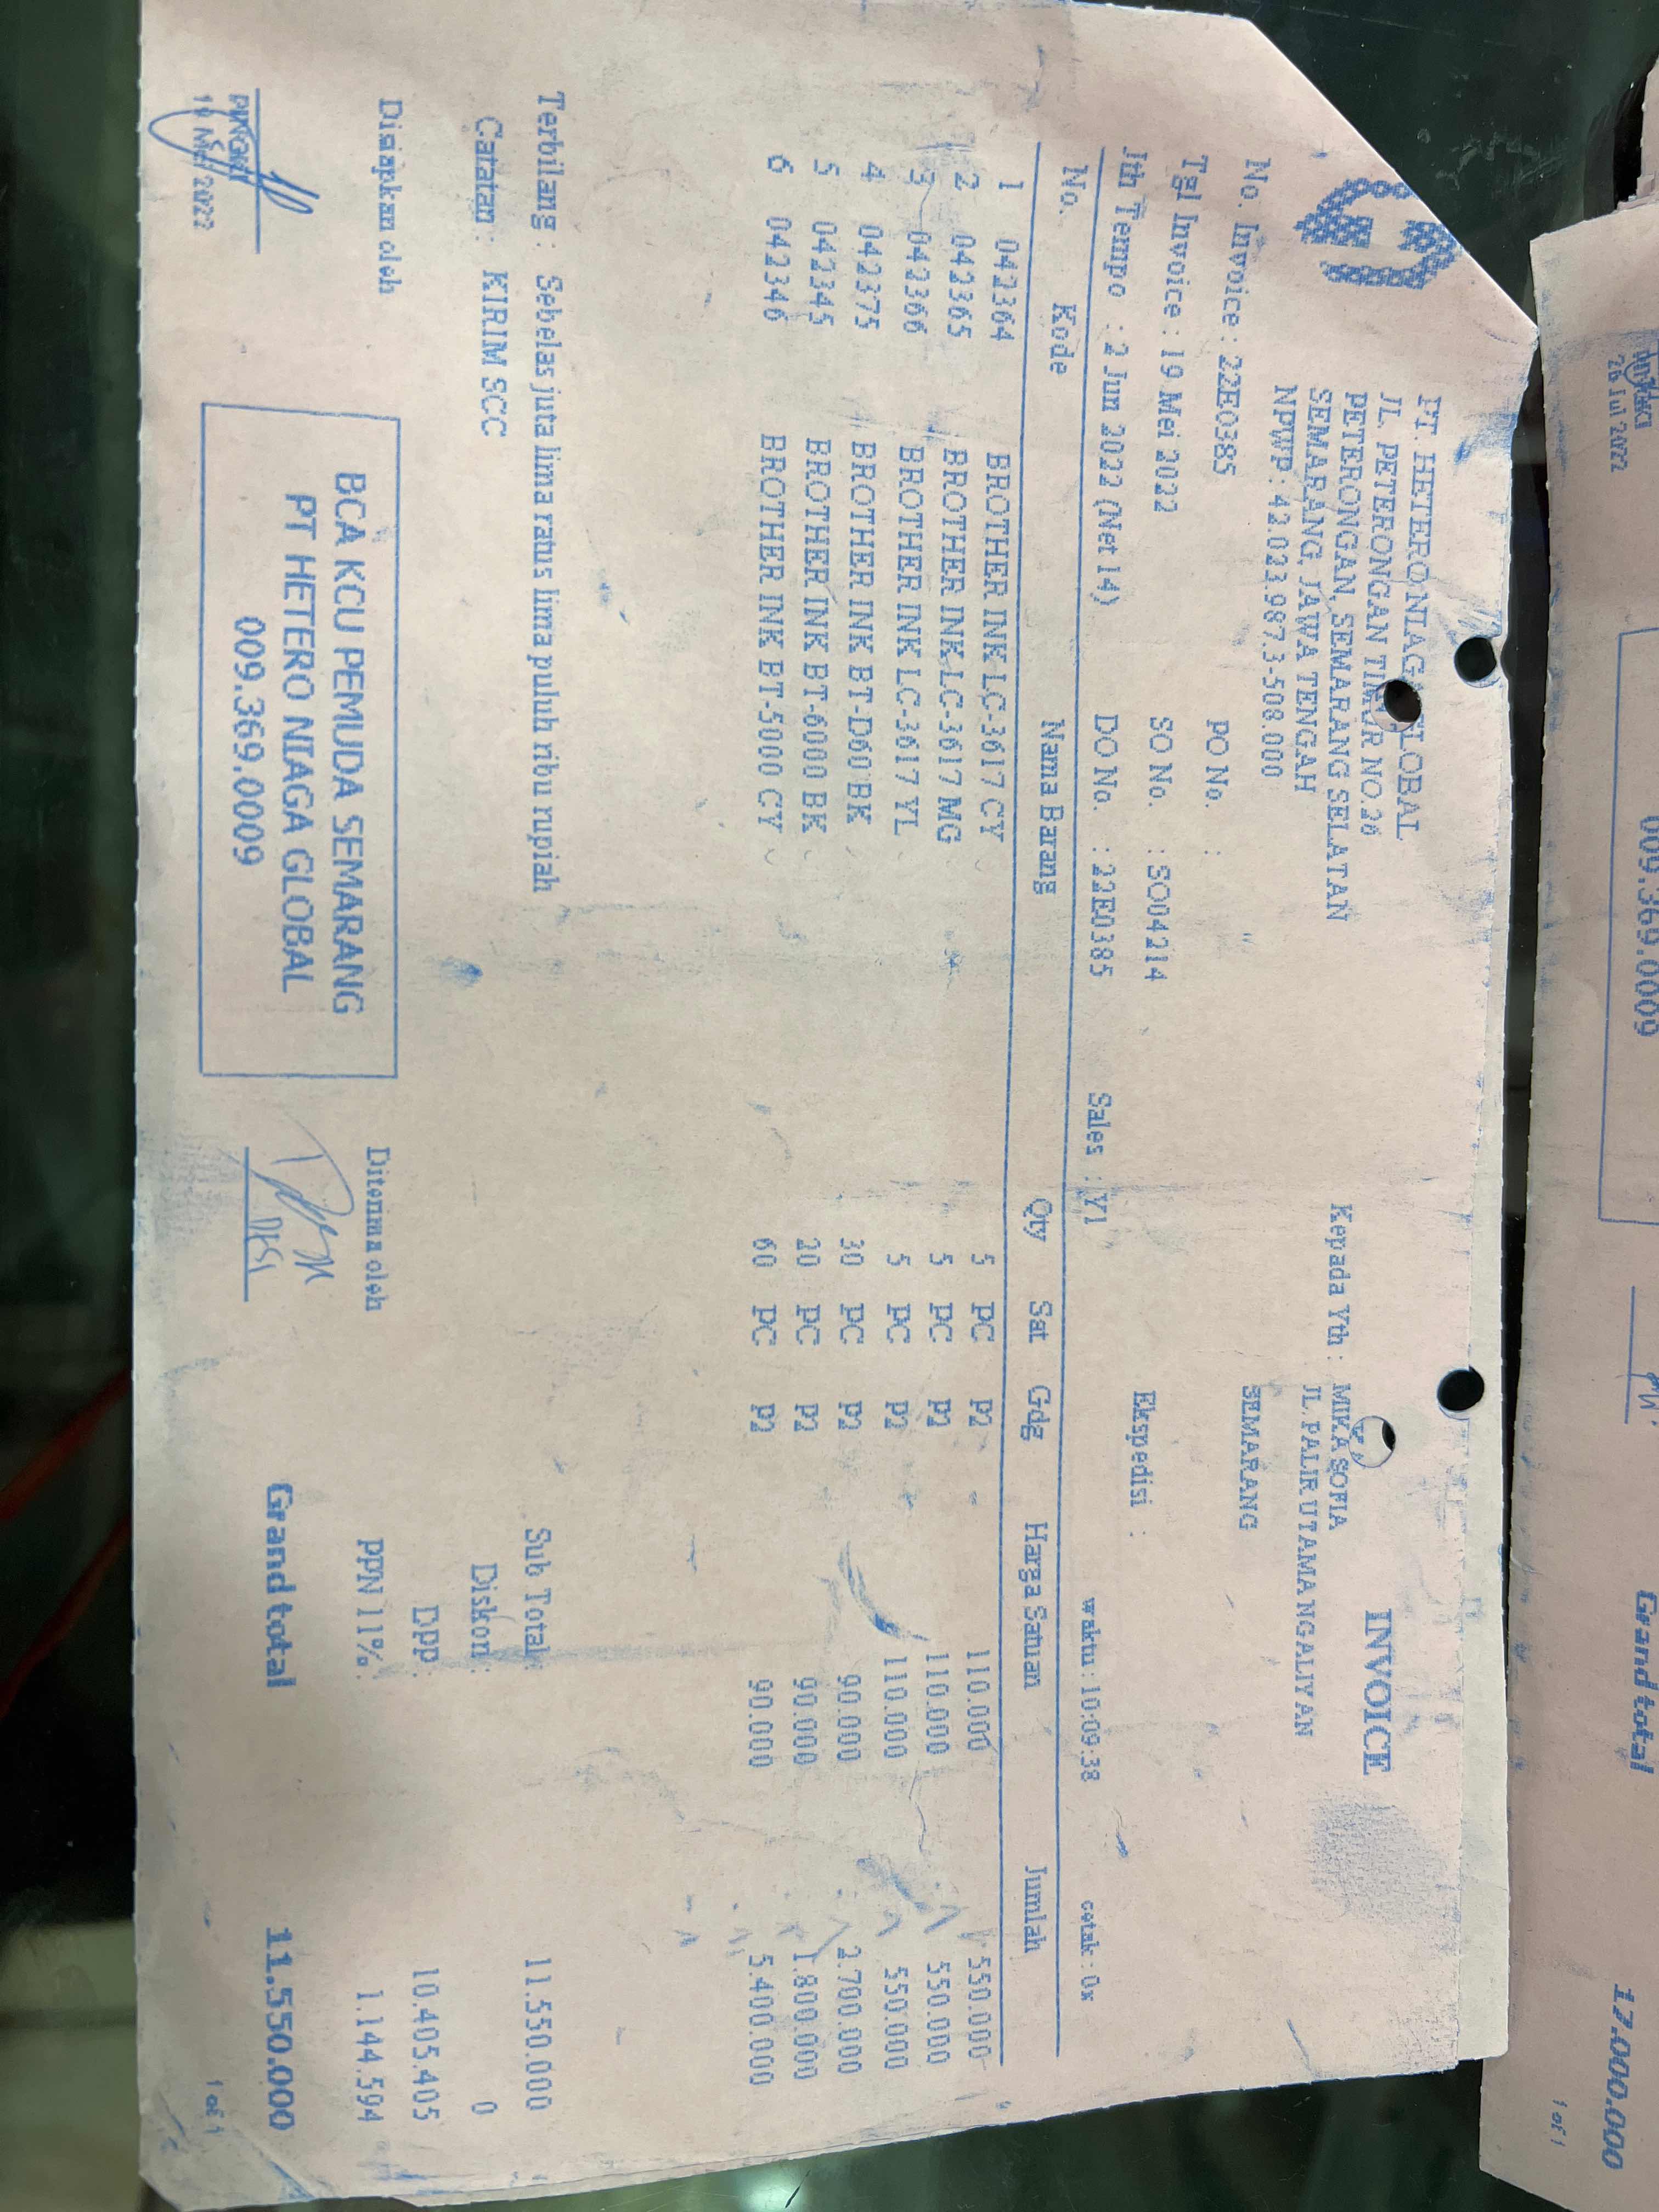 PT. HETERO NIAGA GLOBAL
JL. PETERONGAN TIMUR NO.26
PETERONGAN, SEMARANG SELATAN
SEMARANG, JAWA TENGAH
NPWP : 42.023.987.3-508.000
INVOICE
Kepada Yth : MIKA SOFIA
JL. PALIR UTAMA NGALIYAN
SEMARANG
No. Invoice : 22E0385
PO No. :
Tgl Invoice : 19 Mei 2022
SO No. : SO04214
Ekspedisi :
Jth Tempo : 2 Jun 2022 (Net 14)
DO No. : 22E0385
Sales : Y1
waktu : 10:09:38
cetak : 0x
No. Kode Nama Barang Qty Sat Gdg Harga Satuan Jumlah
1 042364 BROTHER INK LC-3617 CY 5 PC P2 110.000 550.000
2 042365 BROTHER INK LC-3617 MG 5 PC P2 110.000 550.000
3 042366 BROTHER INK LC-3617 YL 5 PC P2 110.000 550.000
4 042375 BROTHER INK BT-D60 BK 30 PC P2 90.000 2.700.000
5 042345 BROTHER INK BT-6000 BK 20 PC P2 90.000 1.800.000
6 042346 BROTHER INK BT-5000 CY 60 PC P2 90.000 5.400.000
Terbilang : Sebelas juta lima ratus lima puluh ribu rupiah
Sub Total : 11.550.000
Catatan : KIRIM SCC
Diskon : 0
DPP : 10.405.405
PPN 11% : 1.144.594
Grand total 11.550.000
Disiapkan oleh
BCA KCU PEMUDA SEMARANG
PT HETERO NIAGA GLOBAL
009.369.0009
Diterima oleh
DESI
Mei 2022
1 of 1
26 Jul 2022
009.369.0009
Grand total 17.000.000
1 of 1